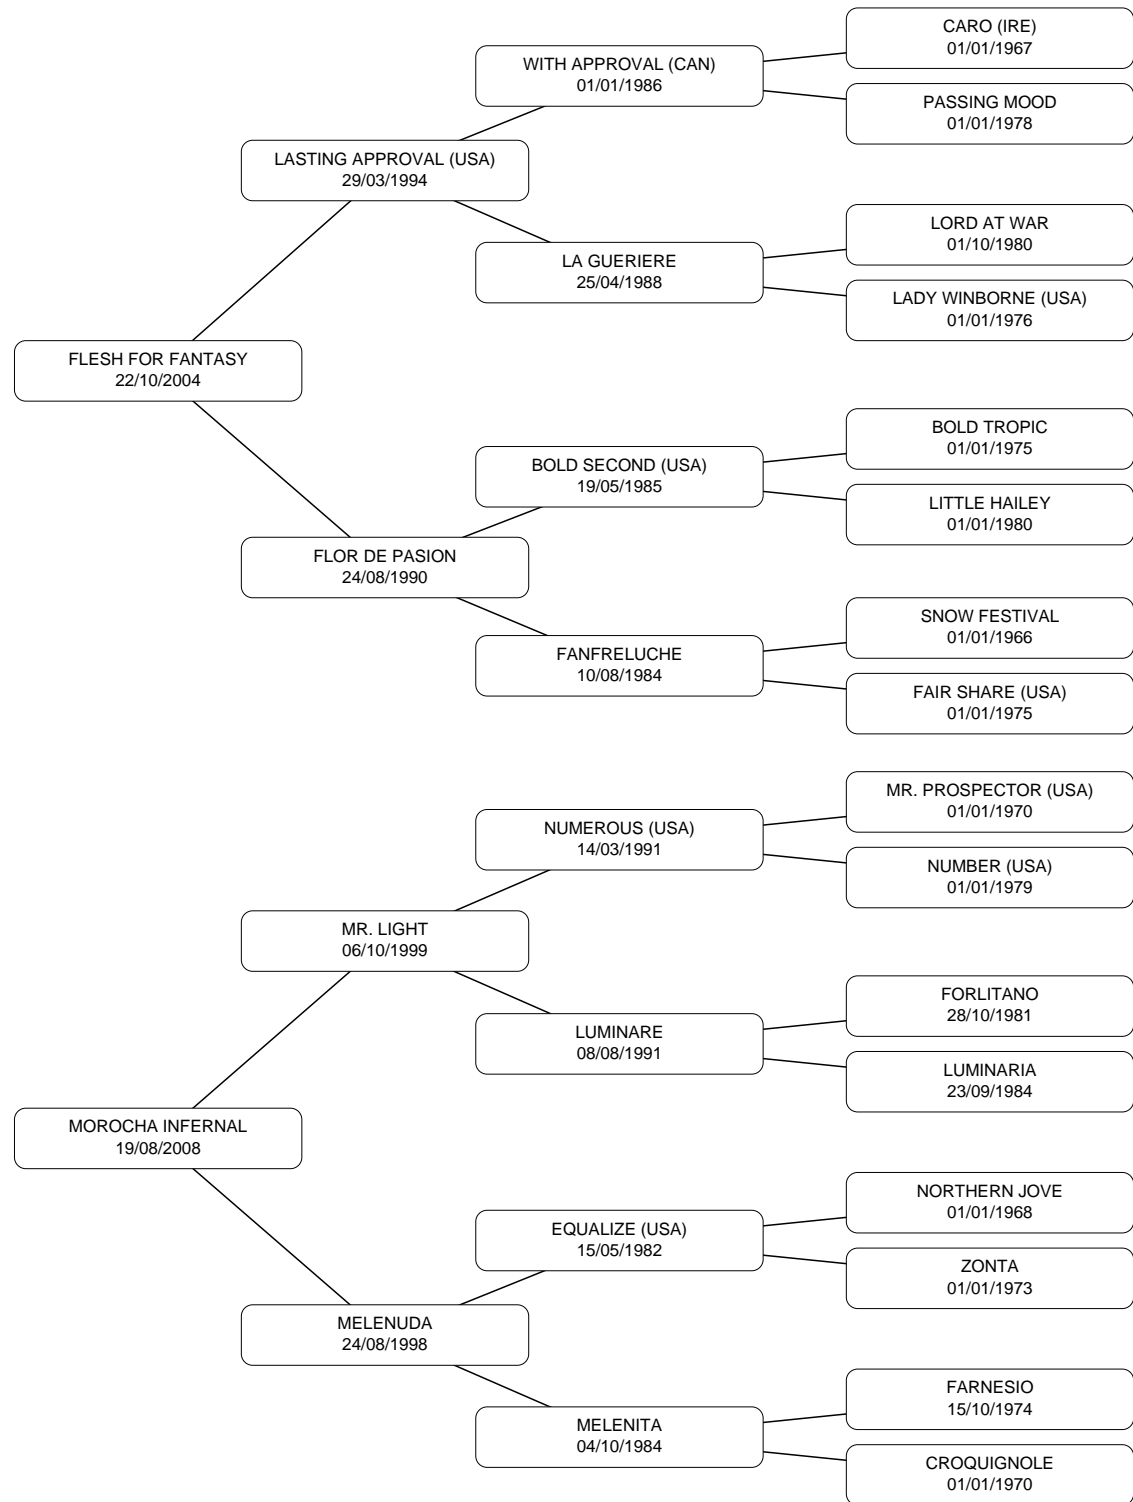 CARO (IRE)
01/01/1967
WITH APPROVAL (CAN)
01/01/1986
PASSING MOOD
01/01/1978
LASTING APPROVAL (USA)
29/03/1994
LORD AT WAR
01/10/1980
LA GUERIERE
25/04/1988
LADY WINBORNE (USA)
01/01/1976
FLESH FOR FANTASY
22/10/2004
BOLD TROPIC
01/01/1975
BOLD SECOND (USA)
19/05/1985
LITTLE HAILEY
01/01/1980
FLOR DE PASION
24/08/1990
SNOW FESTIVAL
01/01/1966
FANFRELUCHE
10/08/1984
FAIR SHARE (USA)
01/01/1975
MR. PROSPECTOR (USA)
01/01/1970
NUMEROUS (USA)
14/03/1991
NUMBER (USA)
01/01/1979
MR. LIGHT
06/10/1999
FORLITANO
28/10/1981
LUMINARE
08/08/1991
LUMINARIA
23/09/1984
MOROCHA INFERNAL
19/08/2008
NORTHERN JOVE
01/01/1968
EQUALIZE (USA)
15/05/1982
ZONTA
01/01/1973
MELENUDA
24/08/1998
FARNESIO
15/10/1974
MELENITA
04/10/1984
CROQUIGNOLE
01/01/1970